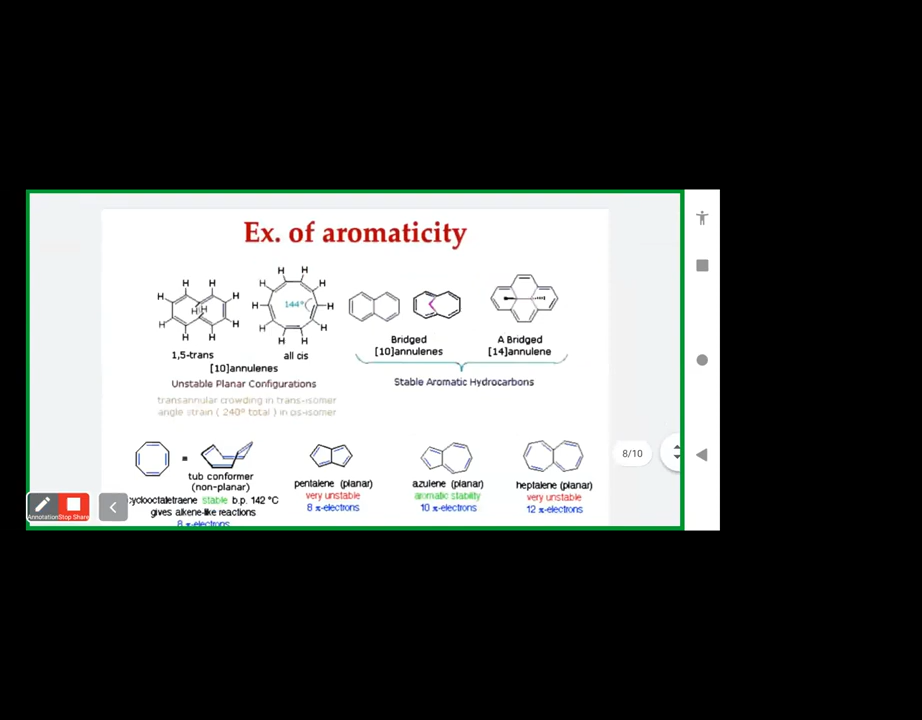 Ex. of aromaticity
H H H H H H H H H H
H H H H H H H H H H
144°
1,5-trans
all cis
[10]annulenes
Unstable Planar Configurations
transannular crowding in trans-isomer
angle strain ( 240° total ) in cis-isomer
Bridged
[10]annulenes
A Bridged
[14]annulene
Stable Aromatic Hydrocarbons
=
tub conformer
(non-planar)
yclooctaletraene stable b.p. 142 °C
gives alkene-like reactions
8 π-electrons
pentalene (planar)
very unstable
8 π-electrons
azulene (planar)
aromatic stability
10 π-electrons
heptalene (planar)
very unstable
12 π-electrons
8/10
Annotation Stop Share